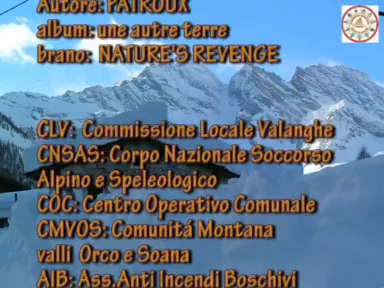 Autore: PATROUX
album: une autre terre
brano: NATURE'S REVENGE
CLV: Commissione Locale Valanghe
CNSAS: Corpo Nazionale Soccorso
Alpino e Speleologico
COC: Centro Operativo Comunale
CMVOS: Comunitá Montana
valli Orco e Soana
AIB: Ass.Anti Incendi Boschivi